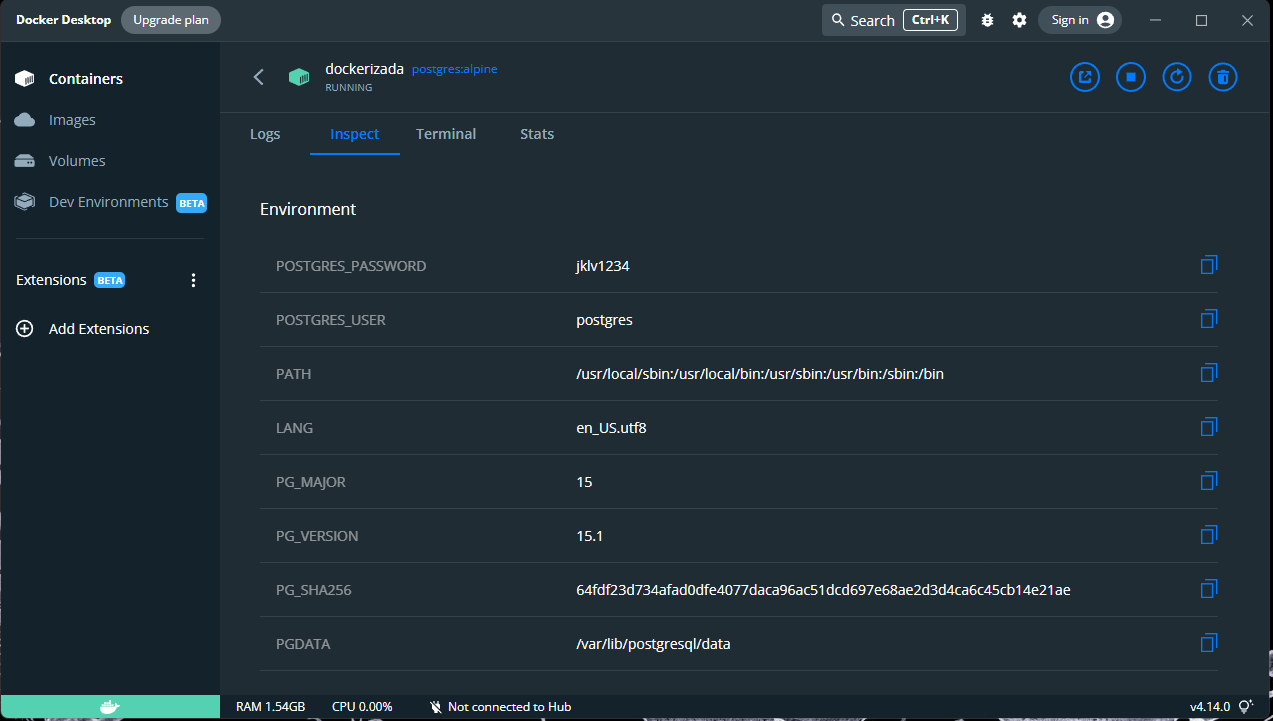 Docker Desktop Upgrade plan Search Ctrl+K Sign in
Containers
Images
Volumes
Dev Environments BETA
Extensions BETA
Add Extensions
dockerizada postgres:alpine
RUNNING
Logs Inspect Terminal Stats
Environment
POSTGRES_PASSWORD jklv1234
POSTGRES_USER postgres
PATH /usr/local/sbin:/usr/local/bin:/usr/sbin:/usr/bin:/sbin:/bin
LANG en_US.utf8
PG_MAJOR 15
PG_VERSION 15.1
PG_SHA256 64fdf23d734afad0dfe4077daca96ac51dcd697e68ae2d3d4ca6c45cb14e21ae
PGDATA /var/lib/postgresql/data
RAM 1.54GB CPU 0.00% Not connected to Hub v4.14.0